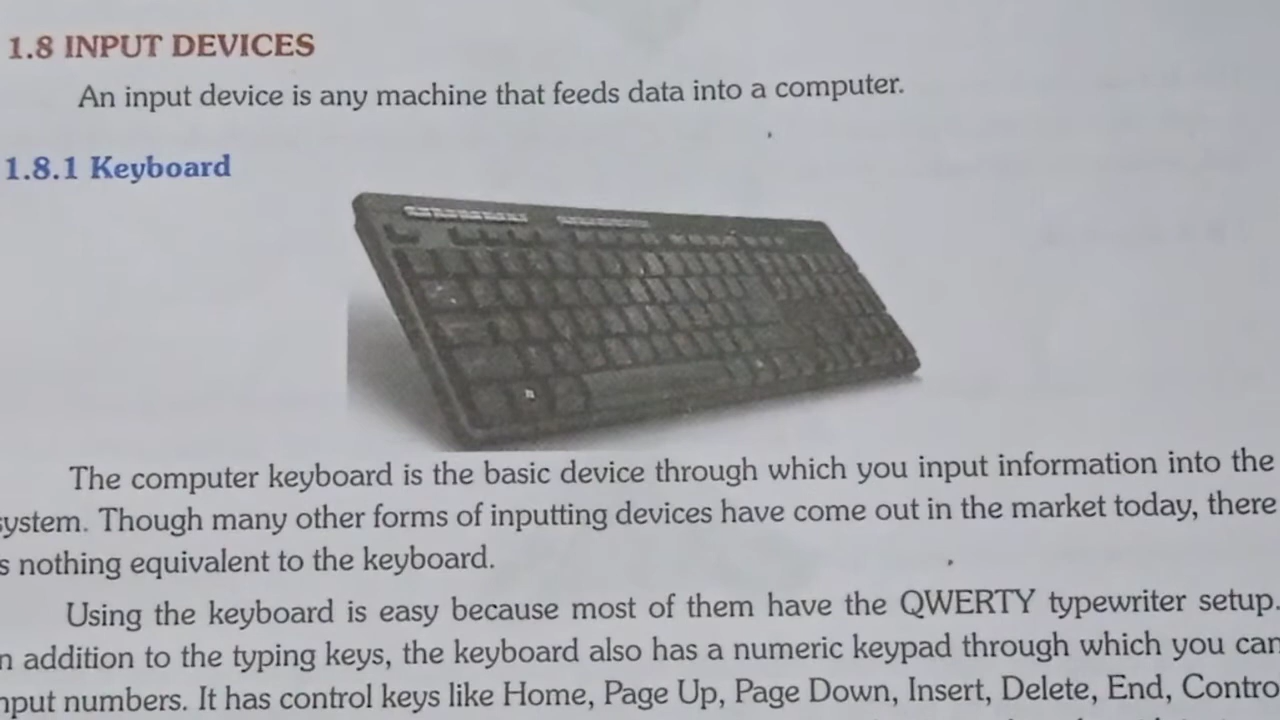 1.8 INPUT DEVICES
An input device is any machine that feeds data into a computer.
1.8.1 Keyboard
The computer keyboard is the basic device through which you input information into the
system. Though many other forms of inputting devices have come out in the market today, there
s nothing equivalent to the keyboard.
Using the keyboard is easy because most of them have the QWERTY typewriter setup.
n addition to the typing keys, the keyboard also has a numeric keypad through which you can
nput numbers. It has control keys like Home, Page Up, Page Down, Insert, Delete, End, Contro